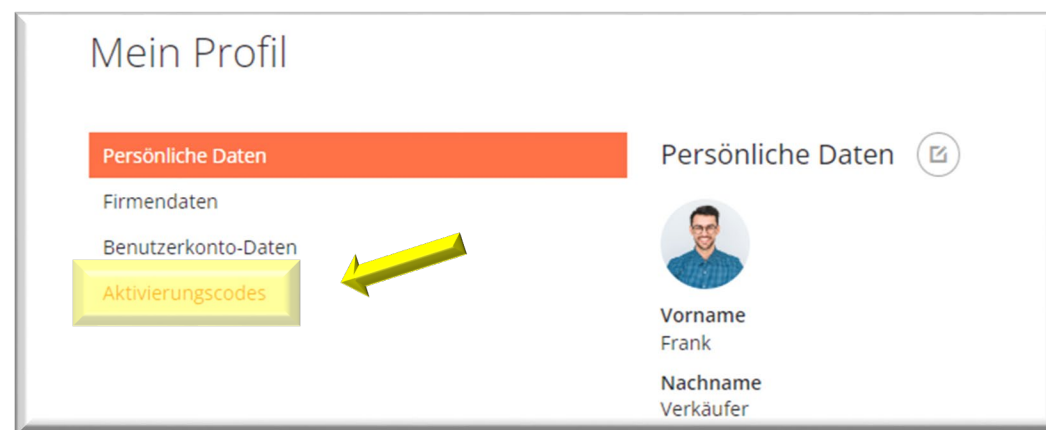 Mein Profil
Persönliche Daten
Firmendaten
Benutzerkonto-Daten
Aktivierungscodes
Persönliche Daten
Vorname
Frank
Nachname
Verkäufer